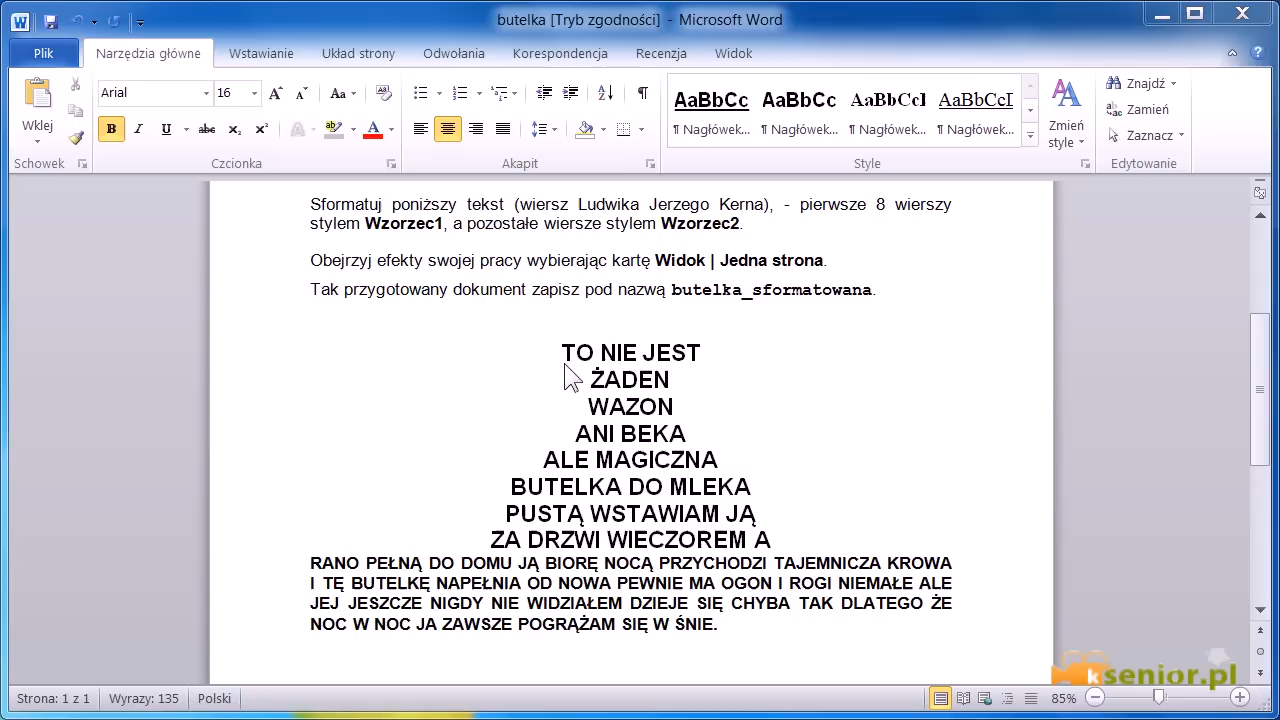 butelka [Tryb zgodności] - Microsoft Word
Plik Narzędzia główne Wstawianie Układ strony Odwołania Korespondencja Recenzja Widok
Wklej
Schowek
Arial 16
B I U abc x₂ x² A ab A
Czcionka
Akapit
AaBbCc AaBbCc AaBbCcI AaBbCcI
¶ Nagłówek... ¶ Nagłówek... ¶ Nagłówek... ¶ Nagłówek...
Zmień style
Style
Znajdź
Zamień
Zaznacz
Edytowanie
Sformatuj poniższy tekst (wiersz Ludwika Jerzego Kerna), - pierwsze 8 wierszy
stylem Wzorzec1, a pozostałe wiersze stylem Wzorzec2.
Obejrzyj efekty swojej pracy wybierając kartę Widok | Jedna strona.
Tak przygotowany dokument zapisz pod nazwą butelka_sformatowana.
TO NIE JEST
ŻADEN
WAZON
ANI BEKA
ALE MAGICZNA
BUTELKA DO MLEKA
PUSTĄ WSTAWIAM JĄ
ZA DRZWI WIECZOREM A
RANO PEŁNĄ DO DOMU JĄ BIORĘ NOCĄ PRZYCHODZI TAJEMNICZA KROWA
I TĘ BUTELKĘ NAPEŁNIA OD NOWA PEWNIE MA OGON I ROGI NIEMAŁE ALE
JEJ JESZCZE NIGDY NIE WIDZIAŁEM DZIEJE SIĘ CHYBA TAK DLATEGO ŻE
NOC W NOC JA ZAWSZE POGRĄŻAM SIĘ W ŚNIE.
ksenior.pl
Strona: 1 z 1 Wyrazy: 135 Polski 85%